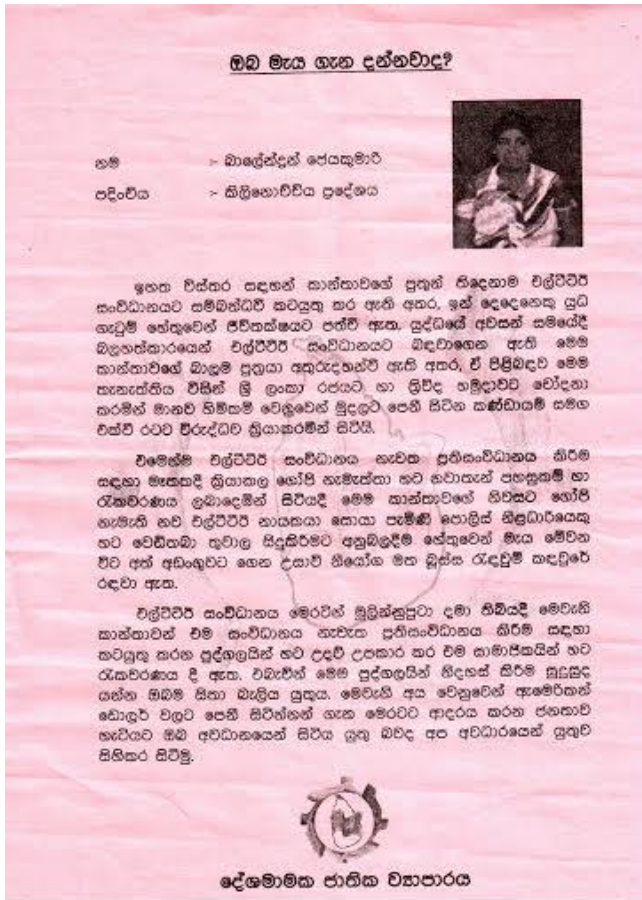 ඔබ මැය ගැන දන්නවාද?
නම :- බාලේන්ද්‍රන් ජෙයකුමාරි
පදිංචිය :- කිලිනොච්චිය ප්‍රදේශය
ඉහත විස්තර සඳහන් කාන්තාවගේ පුතුන් තිදෙනාම එල්ටීටීඊ
සංවිධානයට සම්බන්ධවී කටයුතු කර ඇති අතර, ඉන් දෙදෙනෙකු යුධ
ගැටුම් හේතුවෙන් ජීවිතක්ෂයට පත්වී ඇත. යුද්ධයේ අවසන් සමයේදී
බලහත්කාරයෙන් එල්ටීටීඊ සංවිධානයට බඳවාගෙන ඇති මෙම
කාන්තාවගේ බාලම පුත්‍රයා අතුරුදහන්වී ඇති අතර, ඒ පිළිබඳව මෙම
තැනැත්තිය විසින් ශ්‍රී ලංකා රජයට හා ත්‍රිවිද හමුදාවට චෝදනා
කරමින් මානව හිමිකම් වෙනුවෙන් මුදලට පෙනී සිටින කණ්ඩායම් සමග
එක්වී රටට විරුද්ධව ක්‍රියාකරමින් සිටියි.
එමෙන්ම එල්ටීටීඊ සංවිධානය නැවත ප්‍රතිසංවිධානය කිරීම
සඳහා මෑතකදී ක්‍රියාකල ගෝපි නැමැත්තා හට නවාතැන් පහසුකම් හා
රැකවරණය ලබාදෙමින් සිටියදී මෙම කාන්තාවගේ නිවසට ගෝපි
නැමැති නව එල්ටීටීඊ නායකයා සොයා පැමිණි පොලිස් නිළධාරියෙකු
හට වෙඩිතබා තුවාල සිදුකිරීමට අනුබලදීම හේතුවෙන් මැය මේවන
විට අත් අඩංගුවට ගෙන උසාවි නියෝග මත බූස්ස රැඳවුම් කඳවුරේ
රඳවා ඇත.
එල්ටීටීඊ සංවිධානය මෙරටින් මුලින්නුපුටා දමා තිබියදී මෙවැනි
කාන්තාවන් එම සංවිධානය නැවැත ප්‍රතිසංවිධානය කිරීම සඳහා
කටයුතු කරන පුද්ගලයින් හට උදව් උපකාර කර එම සාමාජිකයින් හට
රැකවරණය දී ඇත. එබැවින් මෙම පුද්ගලයින් නිදහස් කිරීම සුදුසුද
යන්න ඔබම සිතා බැලිය යුතුය. මෙවැනි අය වෙනුවෙන් ඇමෙරිකන්
ඩොලර් වලට පෙනී සිටින්නන් ගැන මෙරටට ආදරය කරන ජනතාව
හැටියට ඔබ අවධානයෙන් සිටිය යුතු බවද අප අවධාරයෙන් යුතුව
සිහිකර සිටිමු.
දේශමාමක ජාතික ව්‍යාපාරය